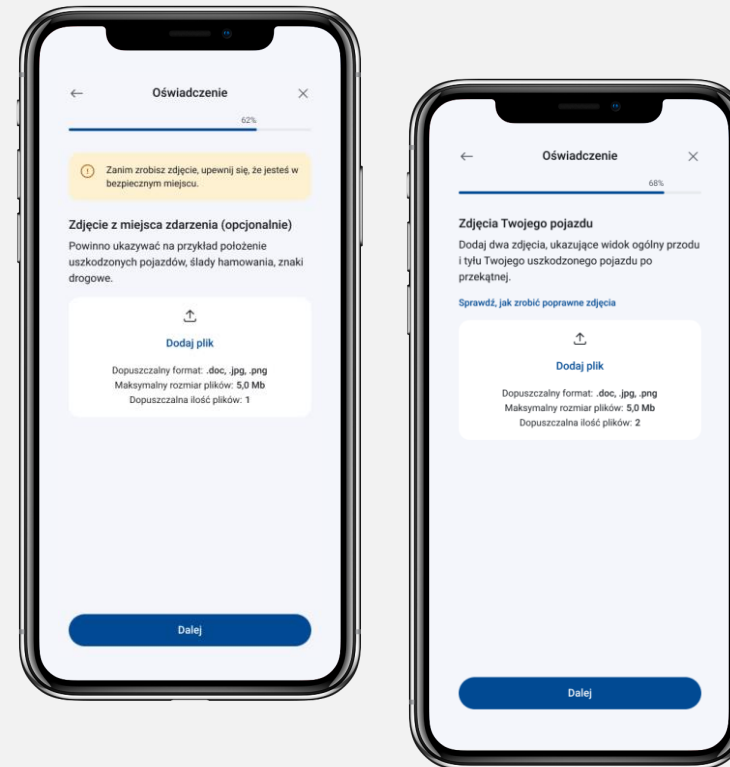 Oświadczenie
62%
Zanim zrobisz zdjęcie, upewnij się, że jesteś w
bezpiecznym miejscu.
Zdjęcie z miejsca zdarzenia (opcjonalnie)
Powinno ukazywać na przykład położenie
uszkodzonych pojazdów, ślady hamowania, znaki
drogowe.
Dodaj plik
Dopuszczalny format: .doc, .jpg, .png
Maksymalny rozmiar plików: 5,0 Mb
Dopuszczalna ilość plików: 1
Dalej
Oświadczenie
68%
Zdjęcia Twojego pojazdu
Dodaj dwa zdjęcia, ukazujące widok ogólny przodu
i tyłu Twojego uszkodzonego pojazdu po
przekątnej.
Sprawdź, jak zrobić poprawne zdjęcia
Dodaj plik
Dopuszczalny format: .doc, .jpg, .png
Maksymalny rozmiar plików: 5,0 Mb
Dopuszczalna ilość plików: 2
Dalej